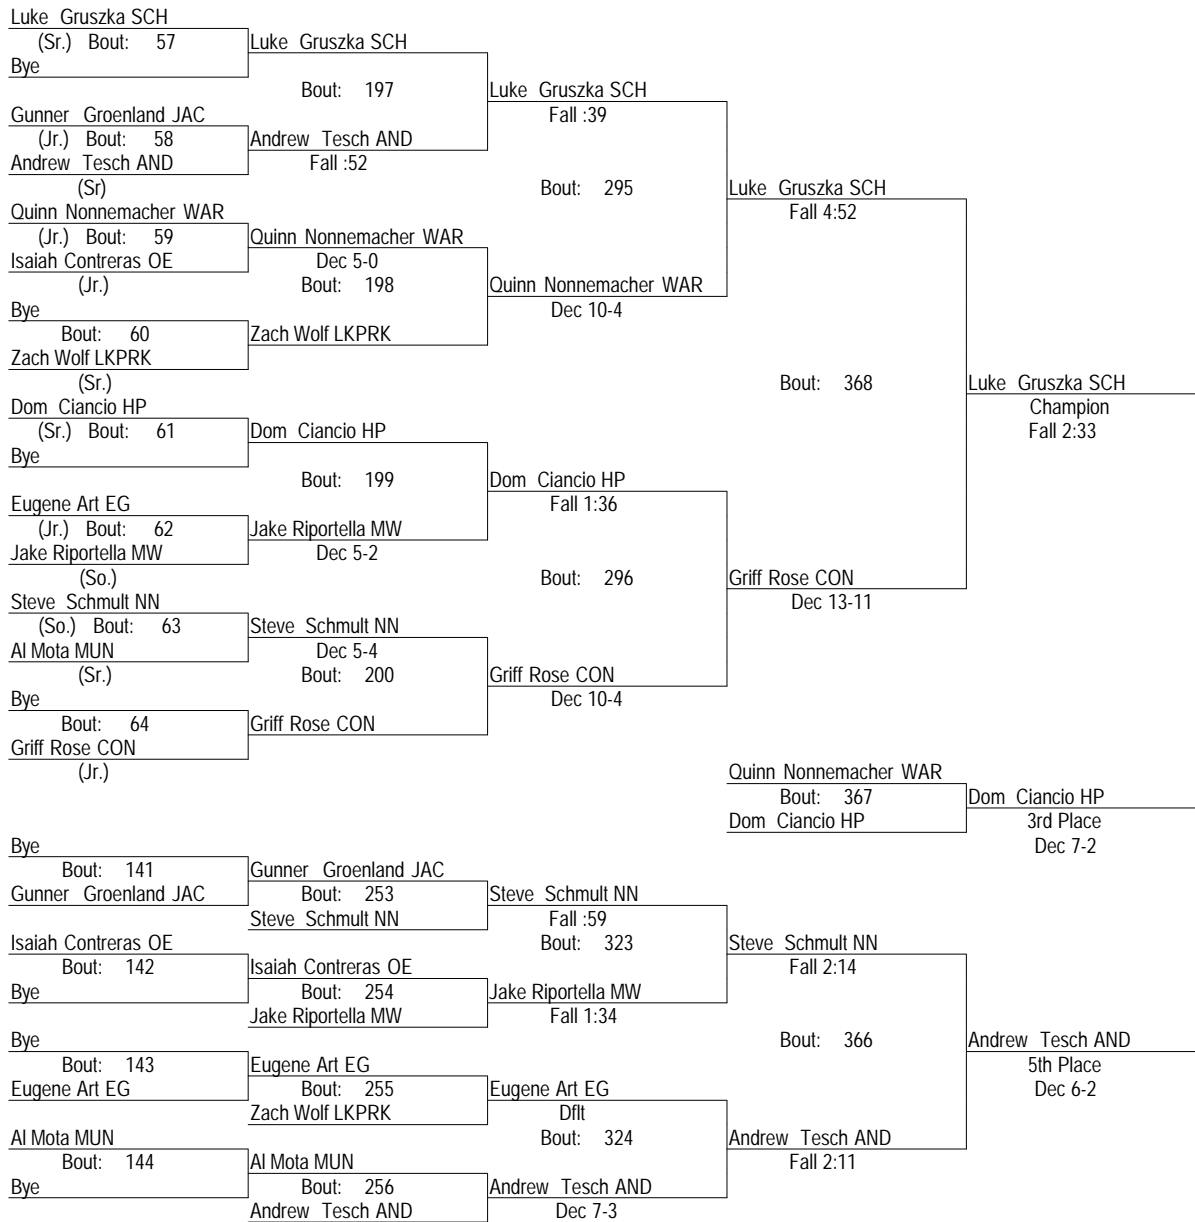 Luke Gruszka SCH
(Sr.) Bout: 57
Bye
Luke Gruszka SCH
Bout: 197
Gunner Groenland JAC
(Jr.) Bout: 58
Andrew Tesch AND
(Sr)
Andrew Tesch AND
Fall :52
Luke Gruszka SCH
Fall :39
Bout: 295
Quinn Nonnemacher WAR
(Jr.) Bout: 59
Isaiah Contreras OE
(Jr.)
Quinn Nonnemacher WAR
Dec 5-0
Bout: 198
Bye
Bout: 60
Zach Wolf LKPRK
(Sr.)
Zach Wolf LKPRK
Quinn Nonnemacher WAR
Dec 10-4
Luke Gruszka SCH
Fall 4:52
Bout: 368
Dom Ciancio HP
(Sr.) Bout: 61
Bye
Dom Ciancio HP
Bout: 199
Eugene Art EG
(Jr.) Bout: 62
Jake Riportella MW
(So.)
Jake Riportella MW
Dec 5-2
Dom Ciancio HP
Fall 1:36
Bout: 296
Steve Schmult NN
(So.) Bout: 63
Al Mota MUN
(Sr.)
Steve Schmult NN
Dec 5-4
Bout: 200
Bye
Bout: 64
Griff Rose CON
(Jr.)
Griff Rose CON
Griff Rose CON
Dec 10-4
Griff Rose CON
Dec 13-11
Luke Gruszka SCH
Champion
Fall 2:33
Quinn Nonnemacher WAR
Bout: 367
Dom Ciancio HP
Dom Ciancio HP
3rd Place
Dec 7-2
Bye
Bout: 141
Gunner Groenland JAC
Gunner Groenland JAC
Bout: 253
Steve Schmult NN
Steve Schmult NN
Fall :59
Bout: 323
Isaiah Contreras OE
Bout: 142
Bye
Isaiah Contreras OE
Bout: 254
Jake Riportella MW
Jake Riportella MW
Fall 1:34
Steve Schmult NN
Fall 2:14
Bout: 366
Bye
Bout: 143
Eugene Art EG
Eugene Art EG
Bout: 255
Zach Wolf LKPRK
Eugene Art EG
Dflt
Bout: 324
Al Mota MUN
Bout: 144
Bye
Al Mota MUN
Bout: 256
Andrew Tesch AND
Andrew Tesch AND
Dec 7-3
Andrew Tesch AND
Fall 2:11
Andrew Tesch AND
5th Place
Dec 6-2